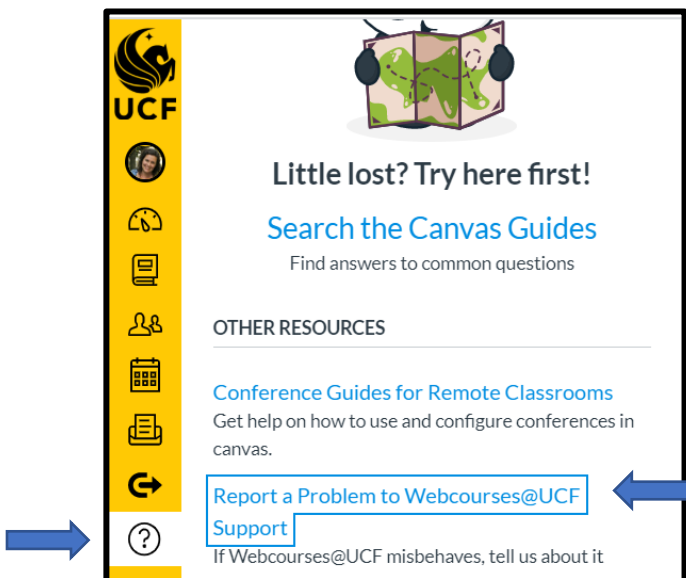 UCF
Little lost? Try here first!
Search the Canvas Guides
Find answers to common questions
OTHER RESOURCES
Conference Guides for Remote Classrooms
Get help on how to use and configure conferences in
canvas.
Report a Problem to Webcourses@UCF
Support
If Webcourses@UCF misbehaves, tell us about it